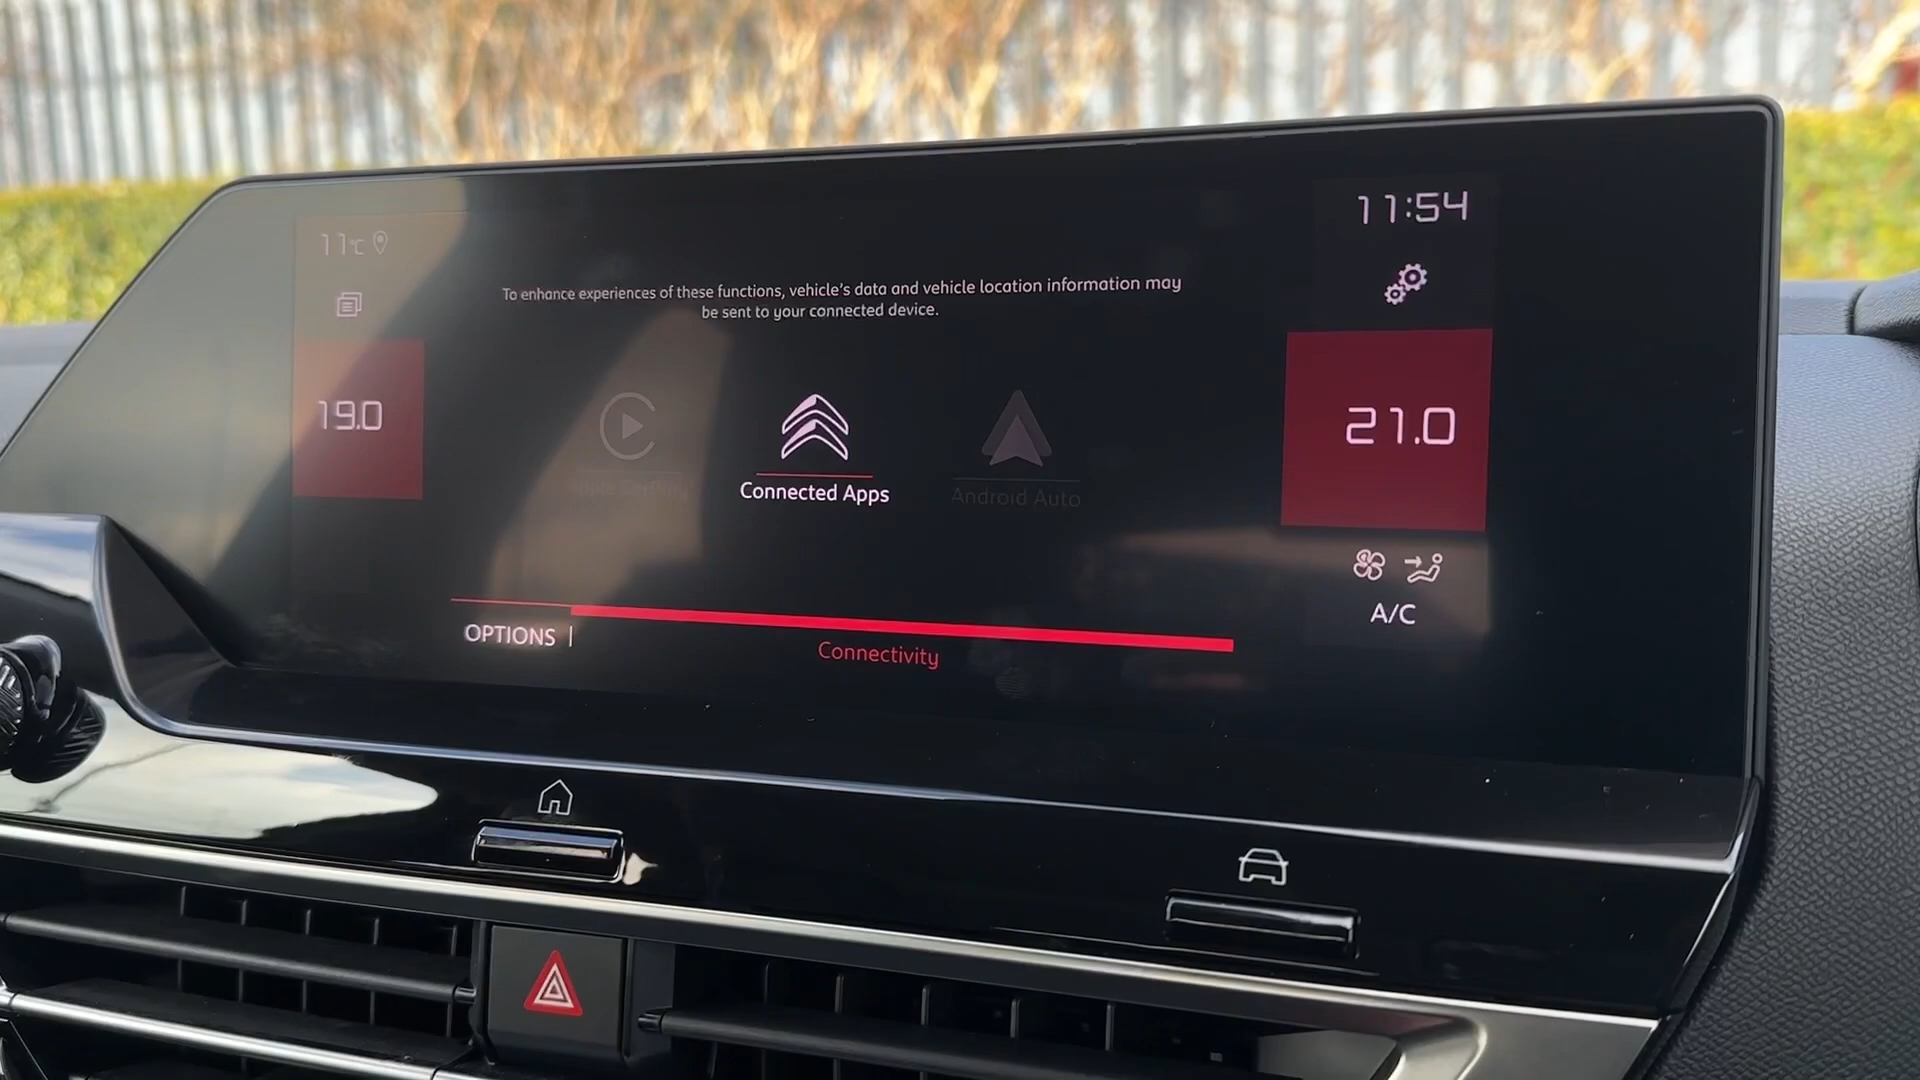 11°C
11:54
To enhance experiences of these functions, vehicle's data and vehicle location information may
be sent to your connected device.
19.0
21.0
Apple CarPlay
Connected Apps
Android Auto
A/C
OPTIONS
Connectivity